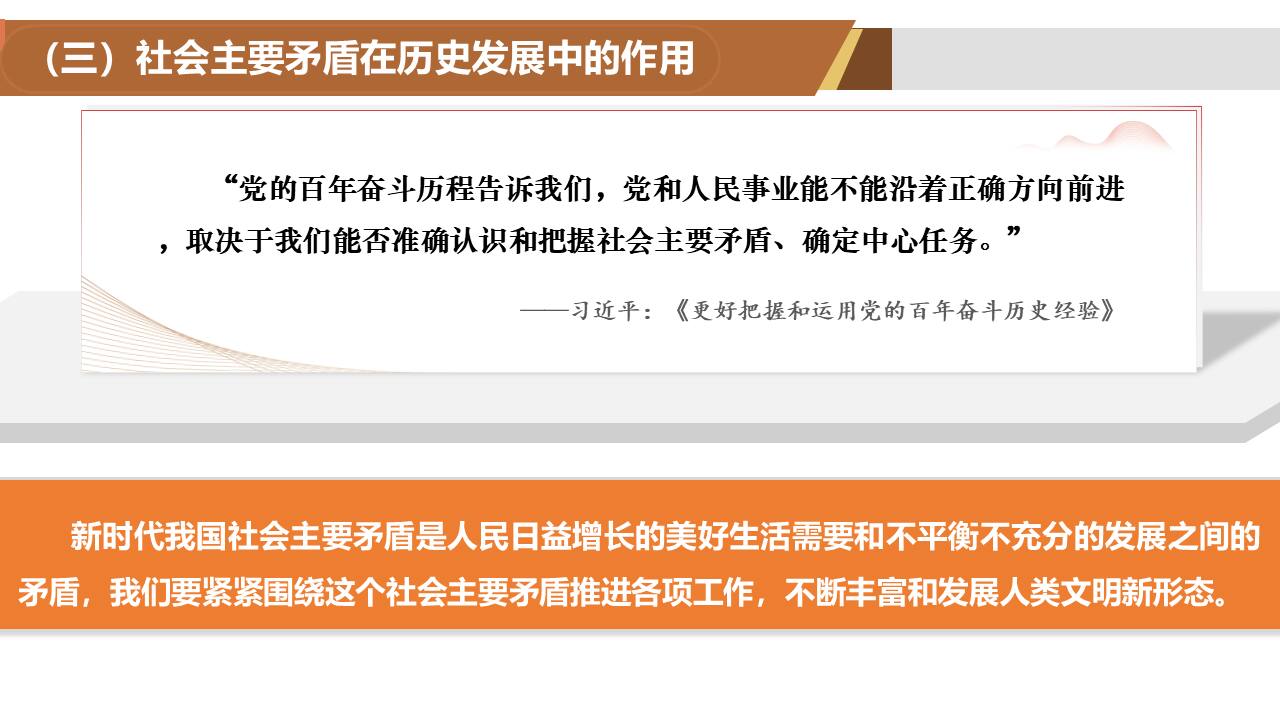 （三）社会主要矛盾在历史发展中的作用
“党的百年奋斗历程告诉我们，党和人民事业能不能沿着正确方向前进
，取决于我们能否准确认识和把握社会主要矛盾、确定中心任务。”
——习近平：《更好把握和运用党的百年奋斗历史经验》
新时代我国社会主要矛盾是人民日益增长的美好生活需要和不平衡不充分的发展之间的
矛盾，我们要紧紧围绕这个社会主要矛盾推进各项工作，不断丰富和发展人类文明新形态。